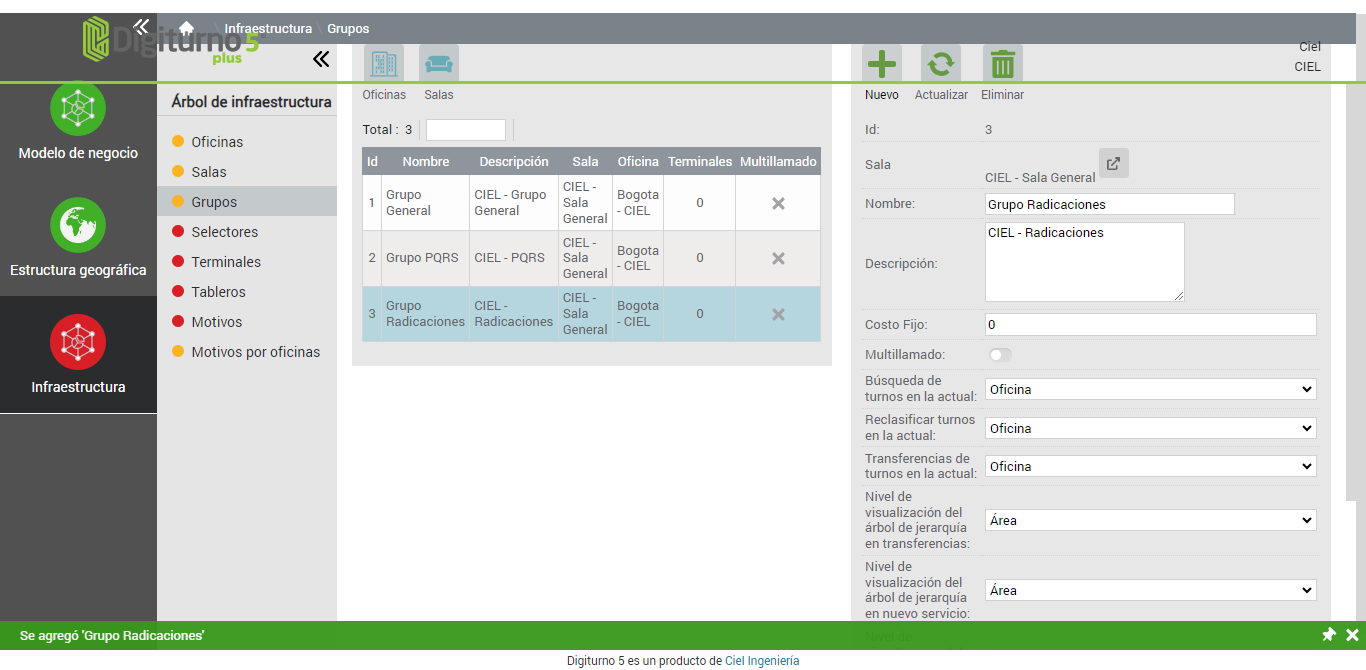 Digiturno 5
plus
Infraestructura Grupos
Ciel
CIEL
Modelo de negocio
Estructura geográfica
Infraestructura
Árbol de infraestructura
Oficinas
Salas
Grupos
Selectores
Terminales
Tableros
Motivos
Motivos por oficinas
Oficinas Salas
Total : 3
Id Nombre Descripción Sala Oficina Terminales Multillamado
1 Grupo General CIEL - Grupo General CIEL - Sala General Bogota - CIEL 0
2 Grupo PQRS CIEL - PQRS CIEL - Sala General Bogota - CIEL 0
3 Grupo Radicaciones CIEL - Radicaciones CIEL - Sala General Bogota - CIEL 0
Nuevo Actualizar Eliminar
Id: 3
Sala CIEL - Sala General
Nombre: Grupo Radicaciones
Descripción: CIEL - Radicaciones
Costo Fijo: 0
Multillamado:
Búsqueda de
turnos en la actual: Oficina
Reclasificar turnos
en la actual: Oficina
Transferencias de
turnos en la actual: Oficina
Nivel de
visualización del
árbol de jerarquía
en transferencias: Área
Nivel de
visualización del
árbol de jerarquía
en nuevo servicio: Área
Nivel de
Se agregó 'Grupo Radicaciones'
Digiturno 5 es un producto de Ciel Ingeniería